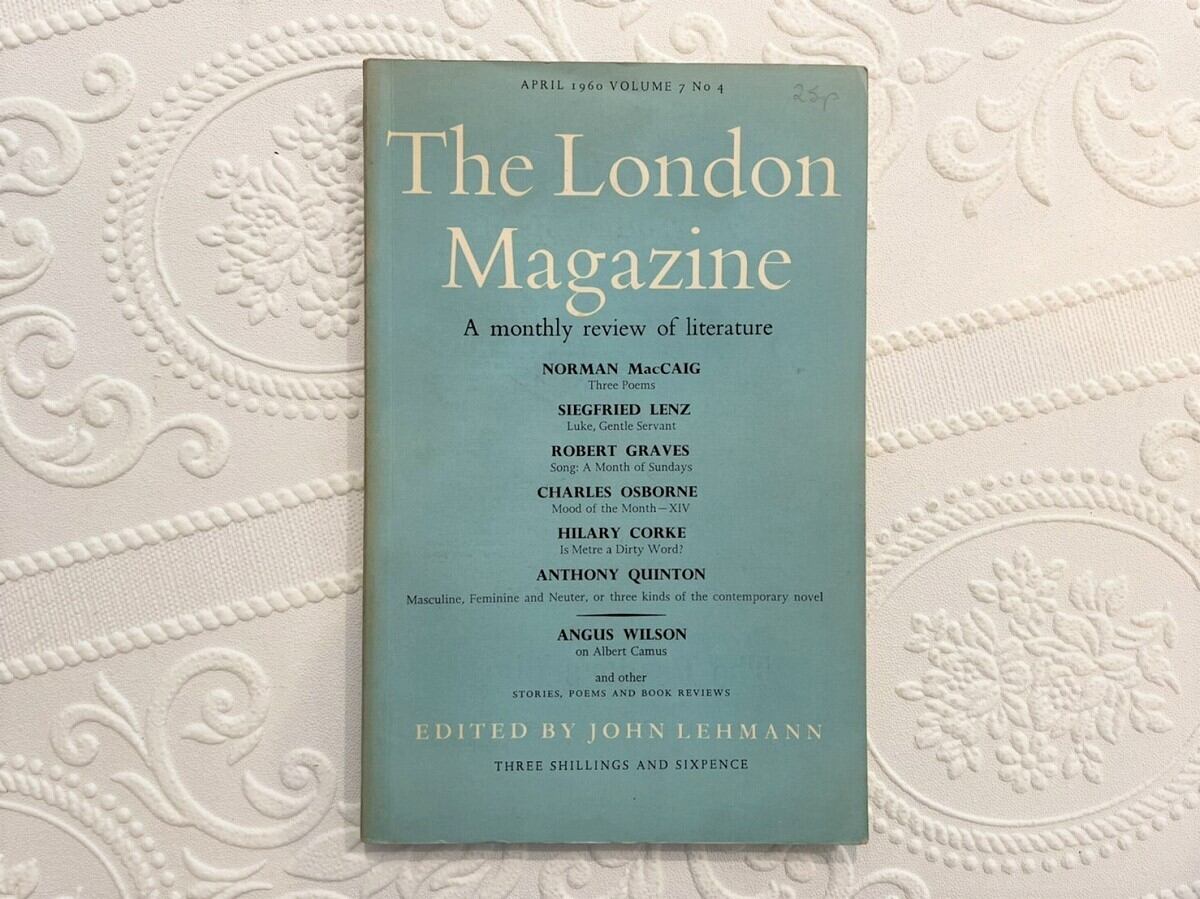 APRIL 1960 VOLUME 7 No 4
25p
The London
Magazine
A monthly review of literature
NORMAN MacCAIG
Three Poems
SIEGFRIED LENZ
Luke, Gentle Servant
ROBERT GRAVES
Song: A Month of Sundays
CHARLES OSBORNE
Mood of the Month—XIV
HILARY CORKE
Is Metre a Dirty Word?
ANTHONY QUINTON
Masculine, Feminine and Neuter, or three kinds of the contemporary novel
ANGUS WILSON
on Albert Camus
and other
STORIES, POEMS AND BOOK REVIEWS
EDITED BY JOHN LEHMANN
THREE SHILLINGS AND SIXPENCE